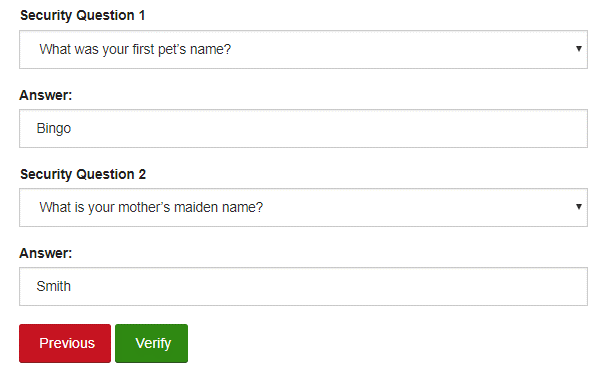 Security Question 1
What was your first pet's name?
Answer:
Bingo
Security Question 2
What is your mother's maiden name?
Answer:
Smith
Previous Verify